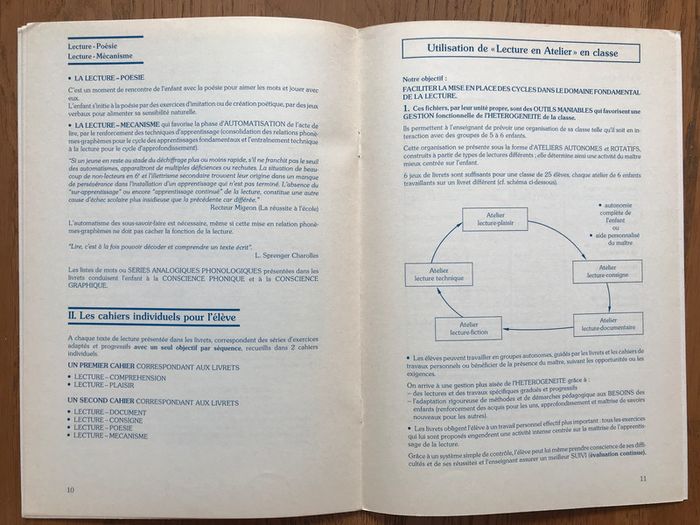 Lecture - Poésie
Lecture - Mécanisme
• LA LECTURE – POESIE
C'est un moment de rencontre de l'enfant avec la poésie pour aimer les mots et jouer avec
eux.
L'enfant s'initie à la poésie par des exercices d'imitation ou de création poétique, par des jeux
verbaux pour alimenter sa sensibilité naturelle.
• LA LECTURE – MECANISME qui favorise la phase d'AUTOMATISATION de l'acte de
lire, par le renforcement des techniques d'apprentissage (consolidation des relations phonè-
mes-graphèmes pour le cycle des apprentissages fondamentaux et l'entraînement technique
à la lecture pour le cycle d'approfondissement).
"Si un jeune en reste au stade du déchiffrage plus ou moins rapide, s'il ne franchit pas le seuil
des automatismes, apparaîtront de multiples déficiences ou rechutes. La situation de beau-
coup de non-lecteurs en 6e et l'illettrisme secondaire trouvent leur origine dans un manque
de persévérance dans l'installation d'un apprentissage qui n'est pas terminé. L'absence du
"sur-apprentissage" ou encore "apprentissage continué" de la lecture, constitue une autre
cause d'échec scolaire plus insidieuse que la précédente car différée."
Recteur Migeon (La réussite à l'école)
L'automatisme des sous-savoir-faire est nécessaire, même si cette mise en relation phonè-
mes-graphèmes ne doit pas cacher la fonction de la lecture.
"Lire, c'est à la fois pouvoir décoder et comprendre un texte écrit".
L. Sprenger Charolles
Les listes de mots ou SERIES ANALOGIQUES PHONOLOGIQUES présentées dans les
livrets conduisent l'enfant à la CONSCIENCE PHONIQUE et à la CONSCIENCE
GRAPHIQUE.
II. Les cahiers individuels pour l'élève
A chaque texte de lecture présentée dans les livrets, correspondent des séries d'exercices
adaptés et progressifs avec un seul objectif par séquence, recueillis dans 2 cahiers
individuels.
UN PREMIER CAHIER CORRESPONDANT AUX LIVRETS
• LECTURE – COMPREHENSION
• LECTURE – PLAISIR
UN SECOND CAHIER CORRESPONDANT AUX LIVRETS
• LECTURE – DOCUMENT
• LECTURE – CONSIGNE
• LECTURE – POESIE
• LECTURE – MECANISME
10
Utilisation de «Lecture en Atelier» en classe
Notre objectif :
FACILITER LA MISE EN PLACE DES CYCLES DANS LE DOMAINE FONDAMENTAL
DE LA LECTURE.
1. Ces fichiers, par leur unité propre, sont des OUTILS MANIABLES qui favorisent une
GESTION fonctionnelle de l'HETEROGENEITE de la classe.
Ils permettent à l'enseignant de prévoir une organisation de sa classe telle qu'il soit en in-
teraction avec des groupes de 5 à 6 enfants.
Cette organisation se présente sous la forme d'ATELIERS AUTONOMES et ROTATIFS,
construits à partir de types de lectures différents ; elle détermine ainsi une activité du maître
mieux centrée sur l'enfant.
6 jeux de livrets sont suffisants pour une classe de 25 élèves, chaque atelier de 6 enfants
travaillants sur un livret différent (cf. schéma ci-dessous).
Atelier
lecture-plaisir
• autonomie
complète de
l'enfant
ou
• aide personnalisé
du maître
Atelier
lecture technique
Atelier
lecture-consigne
Atelier
lecture-fiction
Atelier
lecture-documentaire
• Les élèves peuvent travailler en groupes autonomes, guidés par les livrets et les cahiers de
travaux personnels ou bénéficier de la présence du maître, suivant les opportunités ou les
exigences.
On arrive à une gestion plus aisée de l'HETEROGENEITE grâce à :
– des lectures et des travaux spécifiques gradués et progressifs
– l'adaptation rigoureuse de méthodes et de démarches pédagogique aux BESOINS des
enfants (renforcement des acquis pour les uns, approfondissement et maîtrise de savoirs
nouveaux pour les autres).
• Les livrets obligent l'élève à un travail personnel effectif plus important : tous les exercices
qui lui sont proposés engendrent une activité intense centrée sur la maîtrise de l'apprentis-
sage de la lecture.
Grâce à un système simple de contrôle, l'élève peut lui même prendre conscience de ses diffi-
cultés et de ses réussites et l'enseignant assurer un meilleur SUIVI (évaluation continue).
11